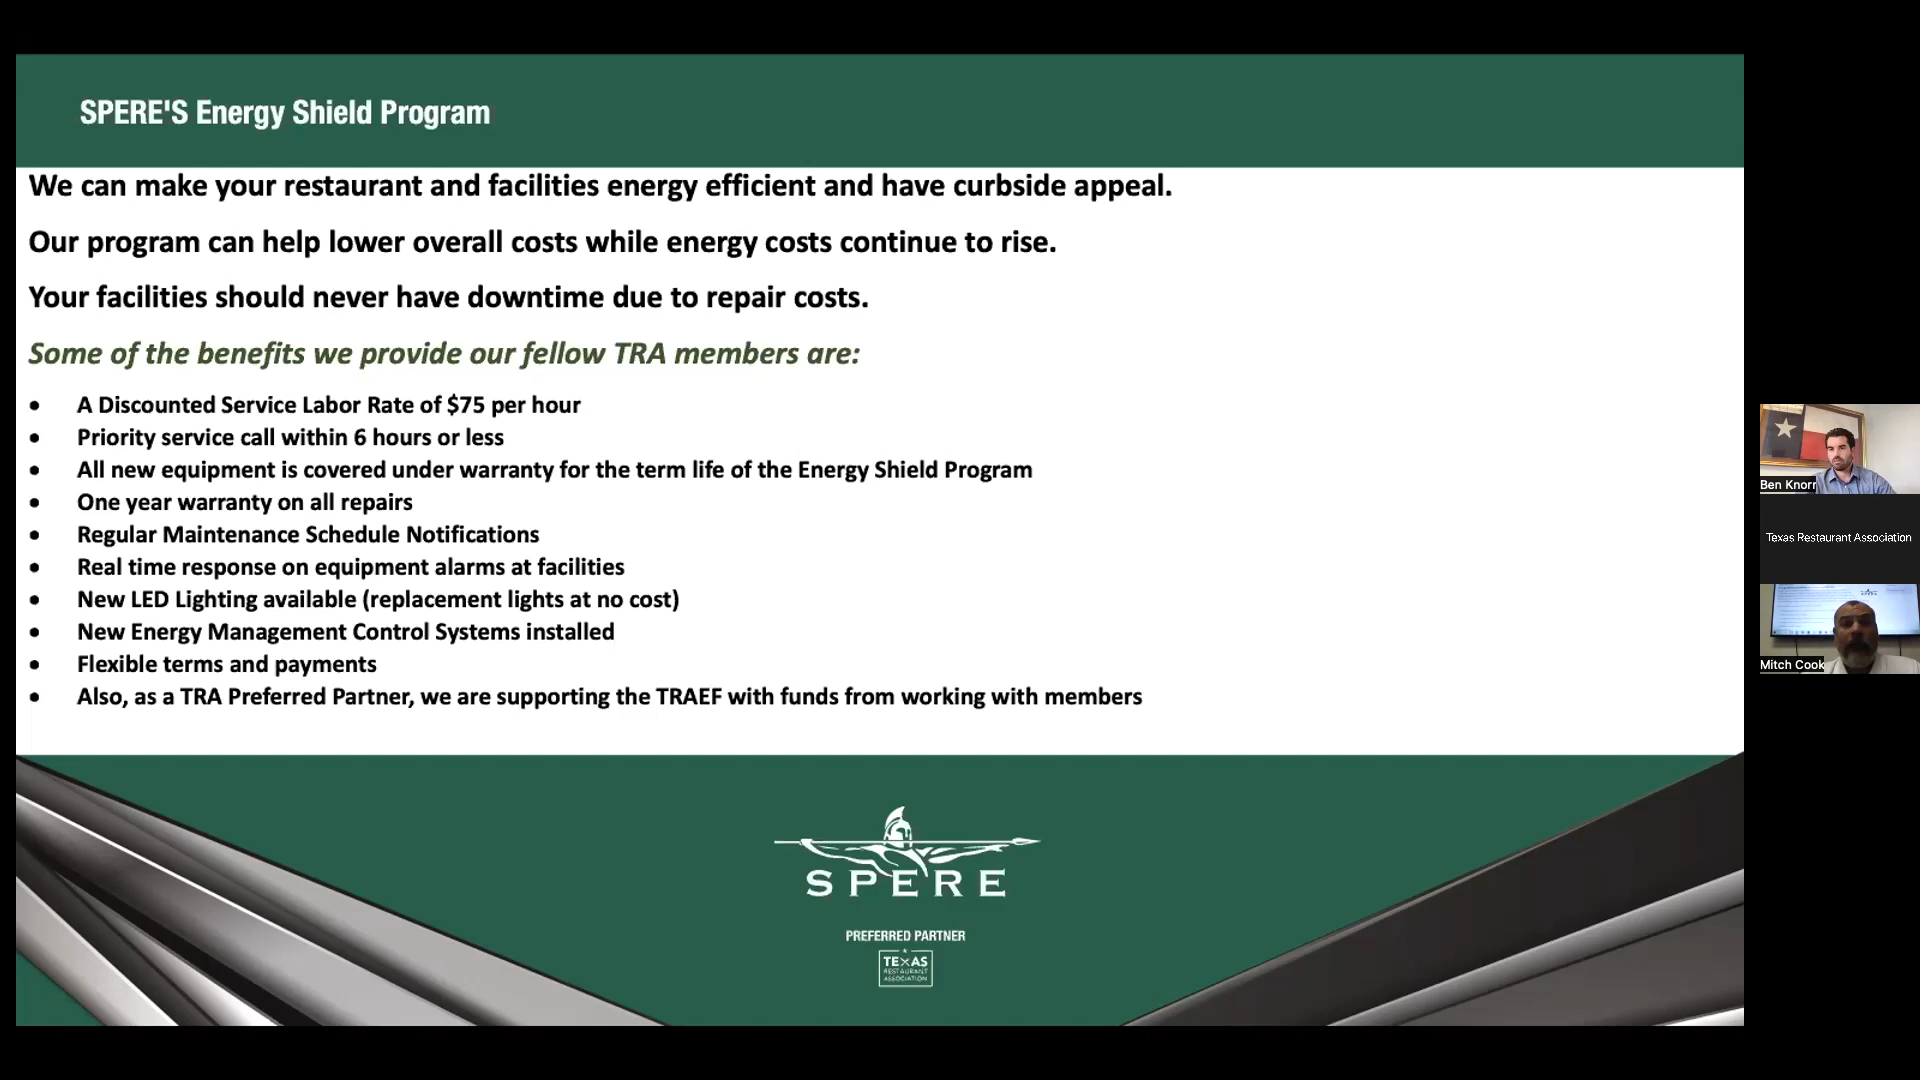 SPERE'S Energy Shield Program
We can make your restaurant and facilities energy efficient and have curbside appeal.
Our program can help lower overall costs while energy costs continue to rise.
Your facilities should never have downtime due to repair costs.
Some of the benefits we provide our fellow TRA members are:
• A Discounted Service Labor Rate of $75 per hour
• Priority service call within 6 hours or less
• All new equipment is covered under warranty for the term life of the Energy Shield Program
• One year warranty on all repairs
• Regular Maintenance Schedule Notifications
• Real time response on equipment alarms at facilities
• New LED Lighting available (replacement lights at no cost)
• New Energy Management Control Systems installed
• Flexible terms and payments
• Also, as a TRA Preferred Partner, we are supporting the TRAEF with funds from working with members
SPERE
PREFERRED PARTNER
TEXAS
RESTAURANT
ASSOCIATION
Ben Knorr
Texas Restaurant Association
SPERE
Mitch Cook